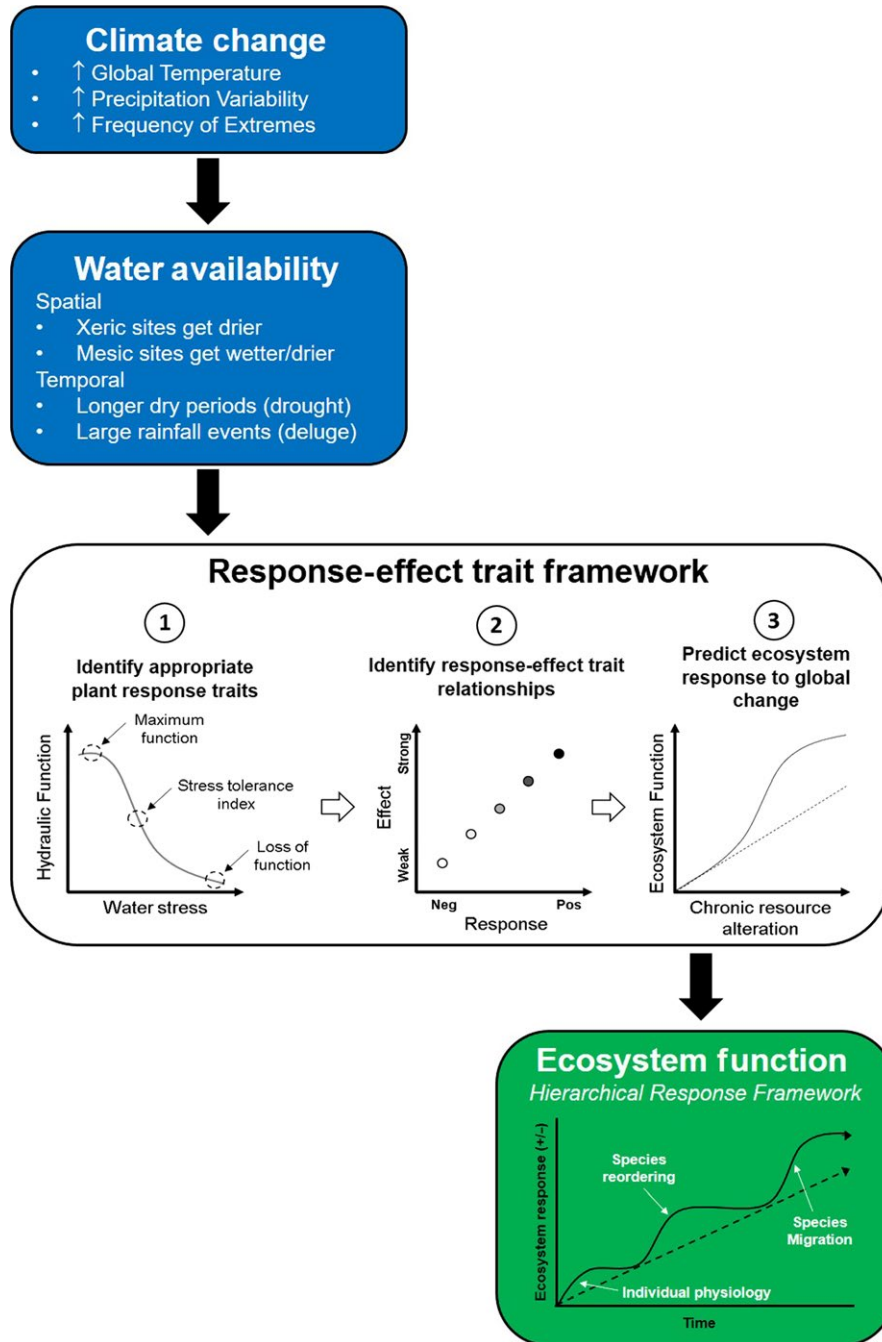 Climate change
• ↑ Global Temperature
• ↑ Precipitation Variability
• ↑ Frequency of Extremes
Water availability
Spatial
• Xeric sites get drier
• Mesic sites get wetter/drier
Temporal
• Longer dry periods (drought)
• Large rainfall events (deluge)
Response-effect trait framework
1
Identify appropriate
plant response traits
Hydraulic Function
Maximum
function
Stress tolerance
index
Loss of
function
Water stress
2
Identify response-effect trait
relationships
Effect
Strong
Weak
Neg
Pos
Response
3
Predict ecosystem
response to global
change
Ecosystem Function
Chronic resource
alteration
Ecosystem function
Hierarchical Response Framework
Ecosystem response (+/–)
Species
reordering
Species
Migration
Individual physiology
Time